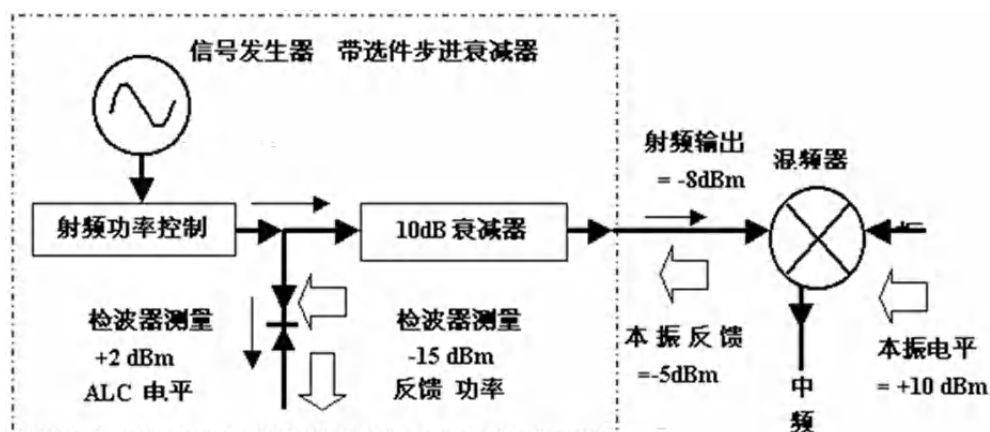 信号发生器 带选件步进衰减器
射频功率控制
10dB 衰减器
检波器测量
+2 dBm
ALC 电平
检波器测量
-15 dBm
反馈 功率
射频输出
= -8dBm
混频器
本振反馈
=-5dBm
本振电平
= +10 dBm
中
频